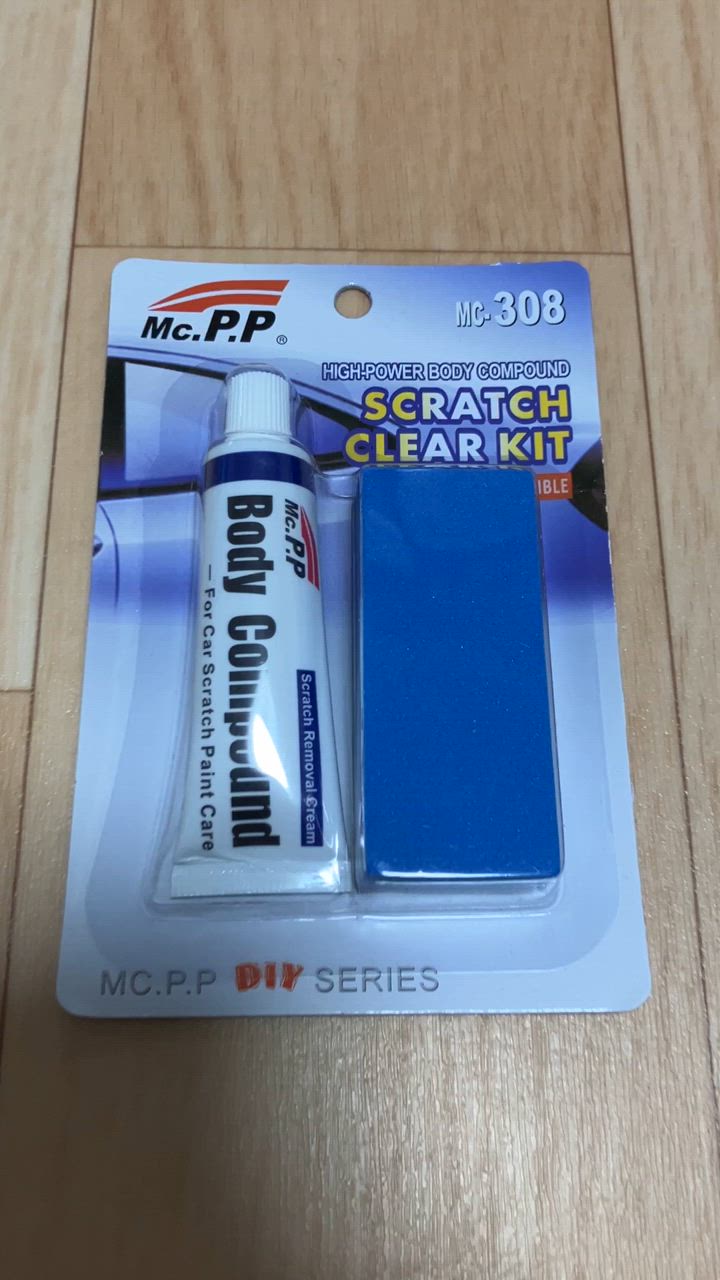 Mc.P.P®
MC-308
HIGH-POWER BODY COMPOUND
SCRATCH
CLEAR KIT
IBLE
Mc.P.P
Body Compound
— For Car Scratch Paint Care
Scratch Removal Cream
MC.P.P DIY SERIES